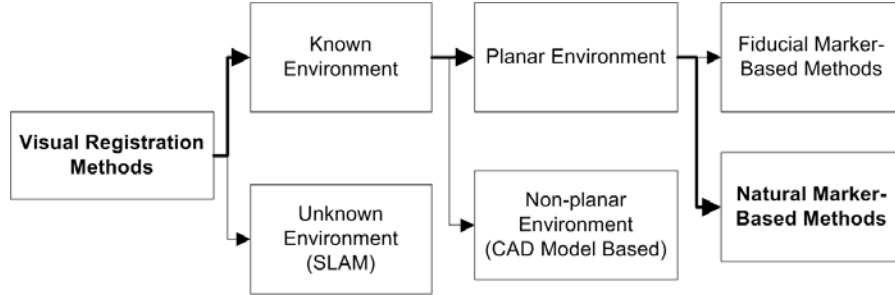 Known
Environment
Planar Environment
Fiducial Marker-
Based Methods
Visual Registration
Methods
Unknown
Environment
(SLAM)
Non-planar
Environment
(CAD Model Based)
Natural Marker-
Based Methods